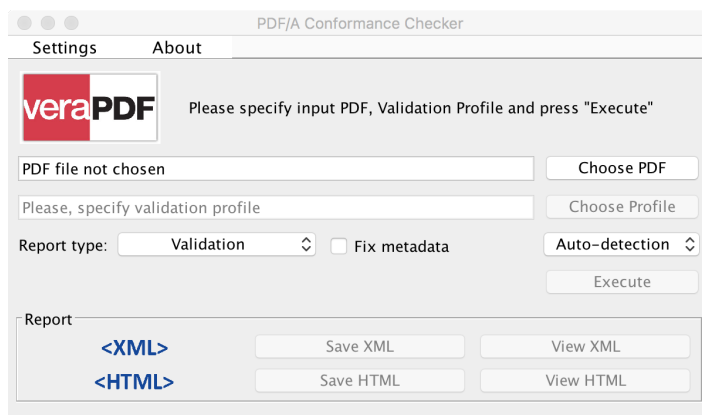 PDF/A Conformance Checker
Settings About
veraPDF
Please specify input PDF, Validation Profile and press "Execute"
PDF file not chosen Choose PDF
Please, specify validation profile Choose Profile
Report type: Validation Fix metadata Auto-detection
Execute
Report
<XML> Save XML View XML
<HTML> Save HTML View HTML